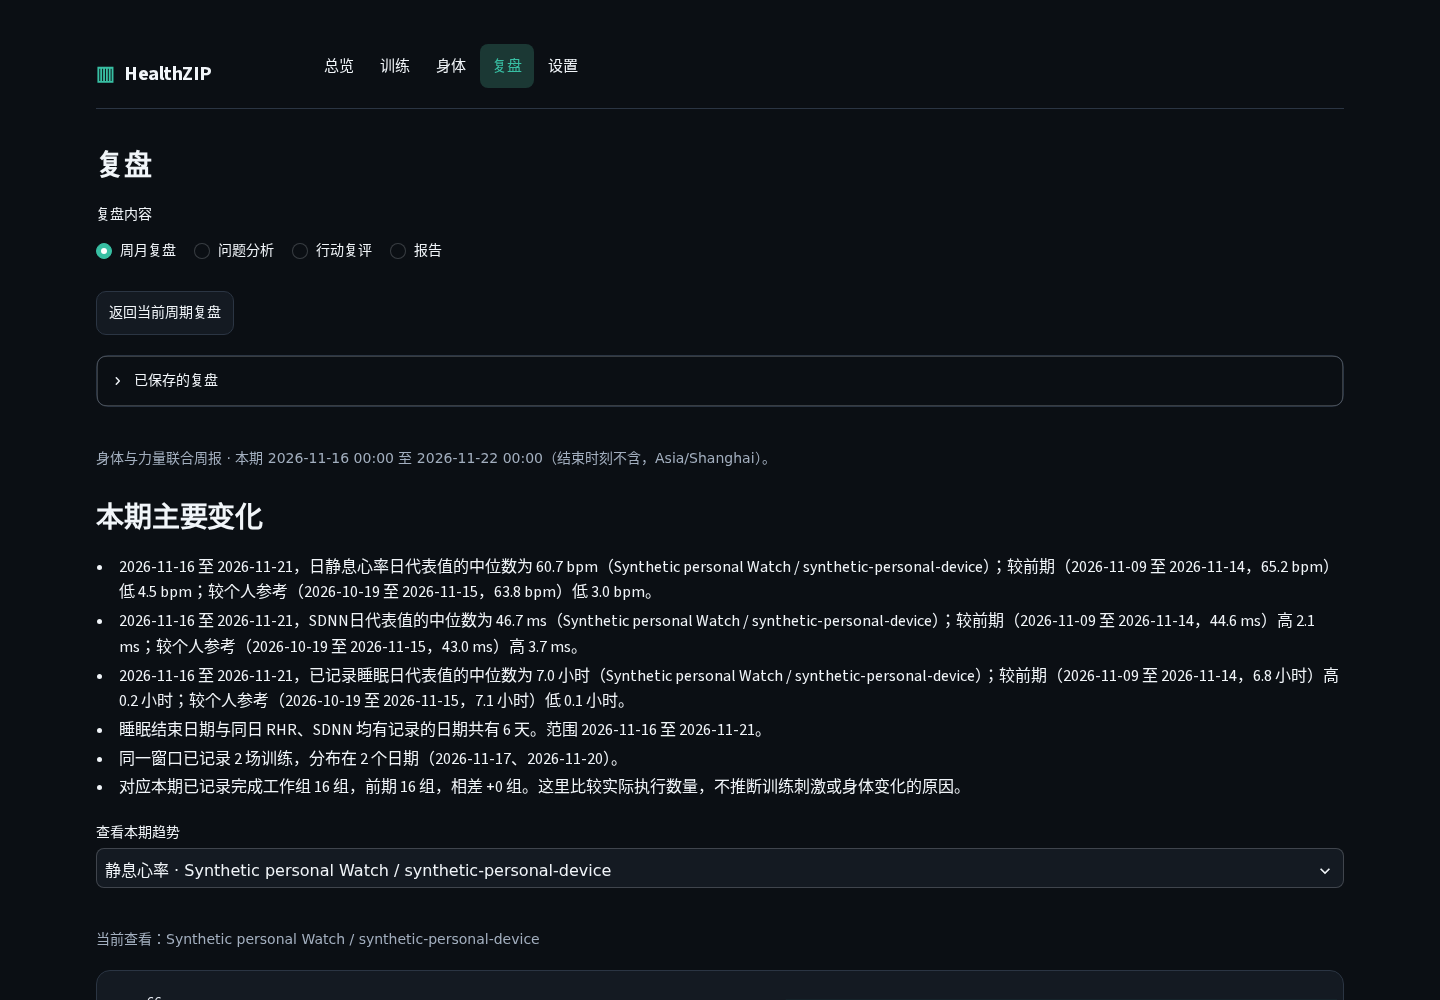 HealthZIP
总览 训练 身体 复盘 设置
复盘
复盘内容
周月复盘 问题分析 行动复评 报告
返回当前周期复盘
已保存的复盘
身体与力量联合周报 · 本期 2026-11-16 00:00 至 2026-11-22 00:00（结束时刻不含，Asia/Shanghai）。
本期主要变化
2026-11-16 至 2026-11-21，日静息心率日代表值的中位数为 60.7 bpm（Synthetic personal Watch / synthetic-personal-device）；较前期（2026-11-09 至 2026-11-14，65.2 bpm）
低 4.5 bpm；较个人参考（2026-10-19 至 2026-11-15，63.8 bpm）低 3.0 bpm。
2026-11-16 至 2026-11-21，SDNN日代表值的中位数为 46.7 ms（Synthetic personal Watch / synthetic-personal-device）；较前期（2026-11-09 至 2026-11-14，44.6 ms）高 2.1
ms；较个人参考（2026-10-19 至 2026-11-15，43.0 ms）高 3.7 ms。
2026-11-16 至 2026-11-21，已记录睡眠日代表值的中位数为 7.0 小时（Synthetic personal Watch / synthetic-personal-device）；较前期（2026-11-09 至 2026-11-14，6.8 小时）高
0.2 小时；较个人参考（2026-10-19 至 2026-11-15，7.1 小时）低 0.1 小时。
睡眠结束日期与同日 RHR、SDNN 均有记录的日期共有 6 天。范围 2026-11-16 至 2026-11-21。
同一窗口已记录 2 场训练，分布在 2 个日期（2026-11-17、2026-11-20）。
对应本期已记录完成工作组 16 组，前期 16 组，相差 +0 组。这里比较实际执行数量，不推断训练刺激或身体变化的原因。
查看本期趋势
静息心率 · Synthetic personal Watch / synthetic-personal-device
当前查看：Synthetic personal Watch / synthetic-personal-device